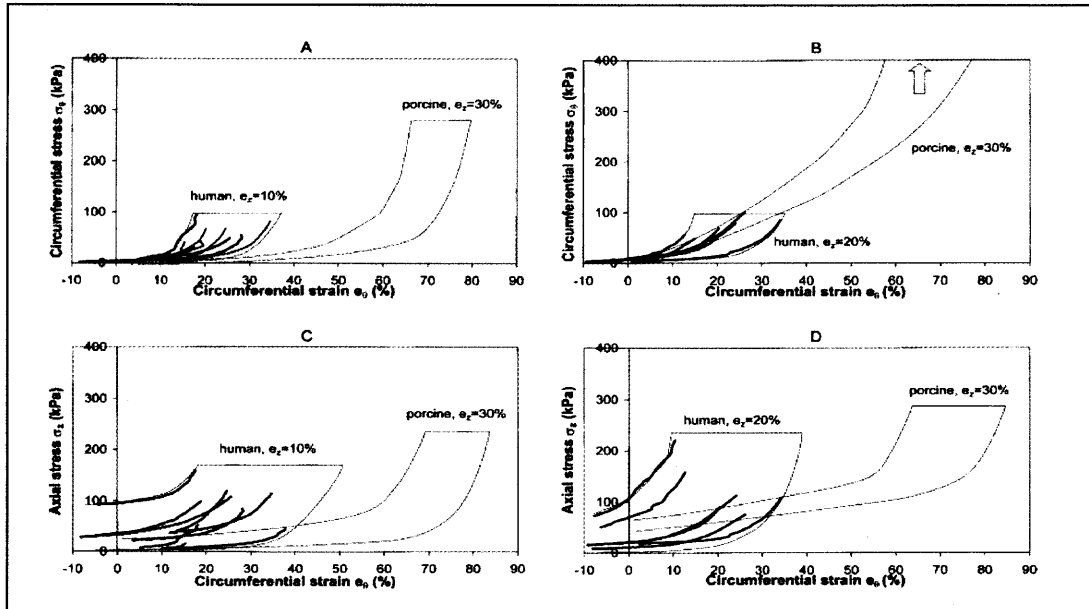 A
Circumferential stress σθ (kPa)
400
300
200
100
0
porcine, ez=30%
human, ez=10%
-10 0 10 20 30 40 50 60 70 80 90
Circumferential strain eθ (%)
B
Circumferential stress σθ (kPa)
400
300
200
100
0
porcine, ez=30%
human, ez=20%
-10 0 10 20 30 40 50 60 70 80 90
Circumferential strain eθ (%)
C
Axial stress σz (kPa)
400
300
200
100
0
porcine, ez=30%
human, ez=10%
-10 0 10 20 30 40 50 60 70 80 90
Circumferential strain eθ (%)
D
Axial stress σz (kPa)
400
300
200
100
0
porcine, ez=30%
human, ez=20%
-10 0 10 20 30 40 50 60 70 80 90
Circumferential strain eθ (%)